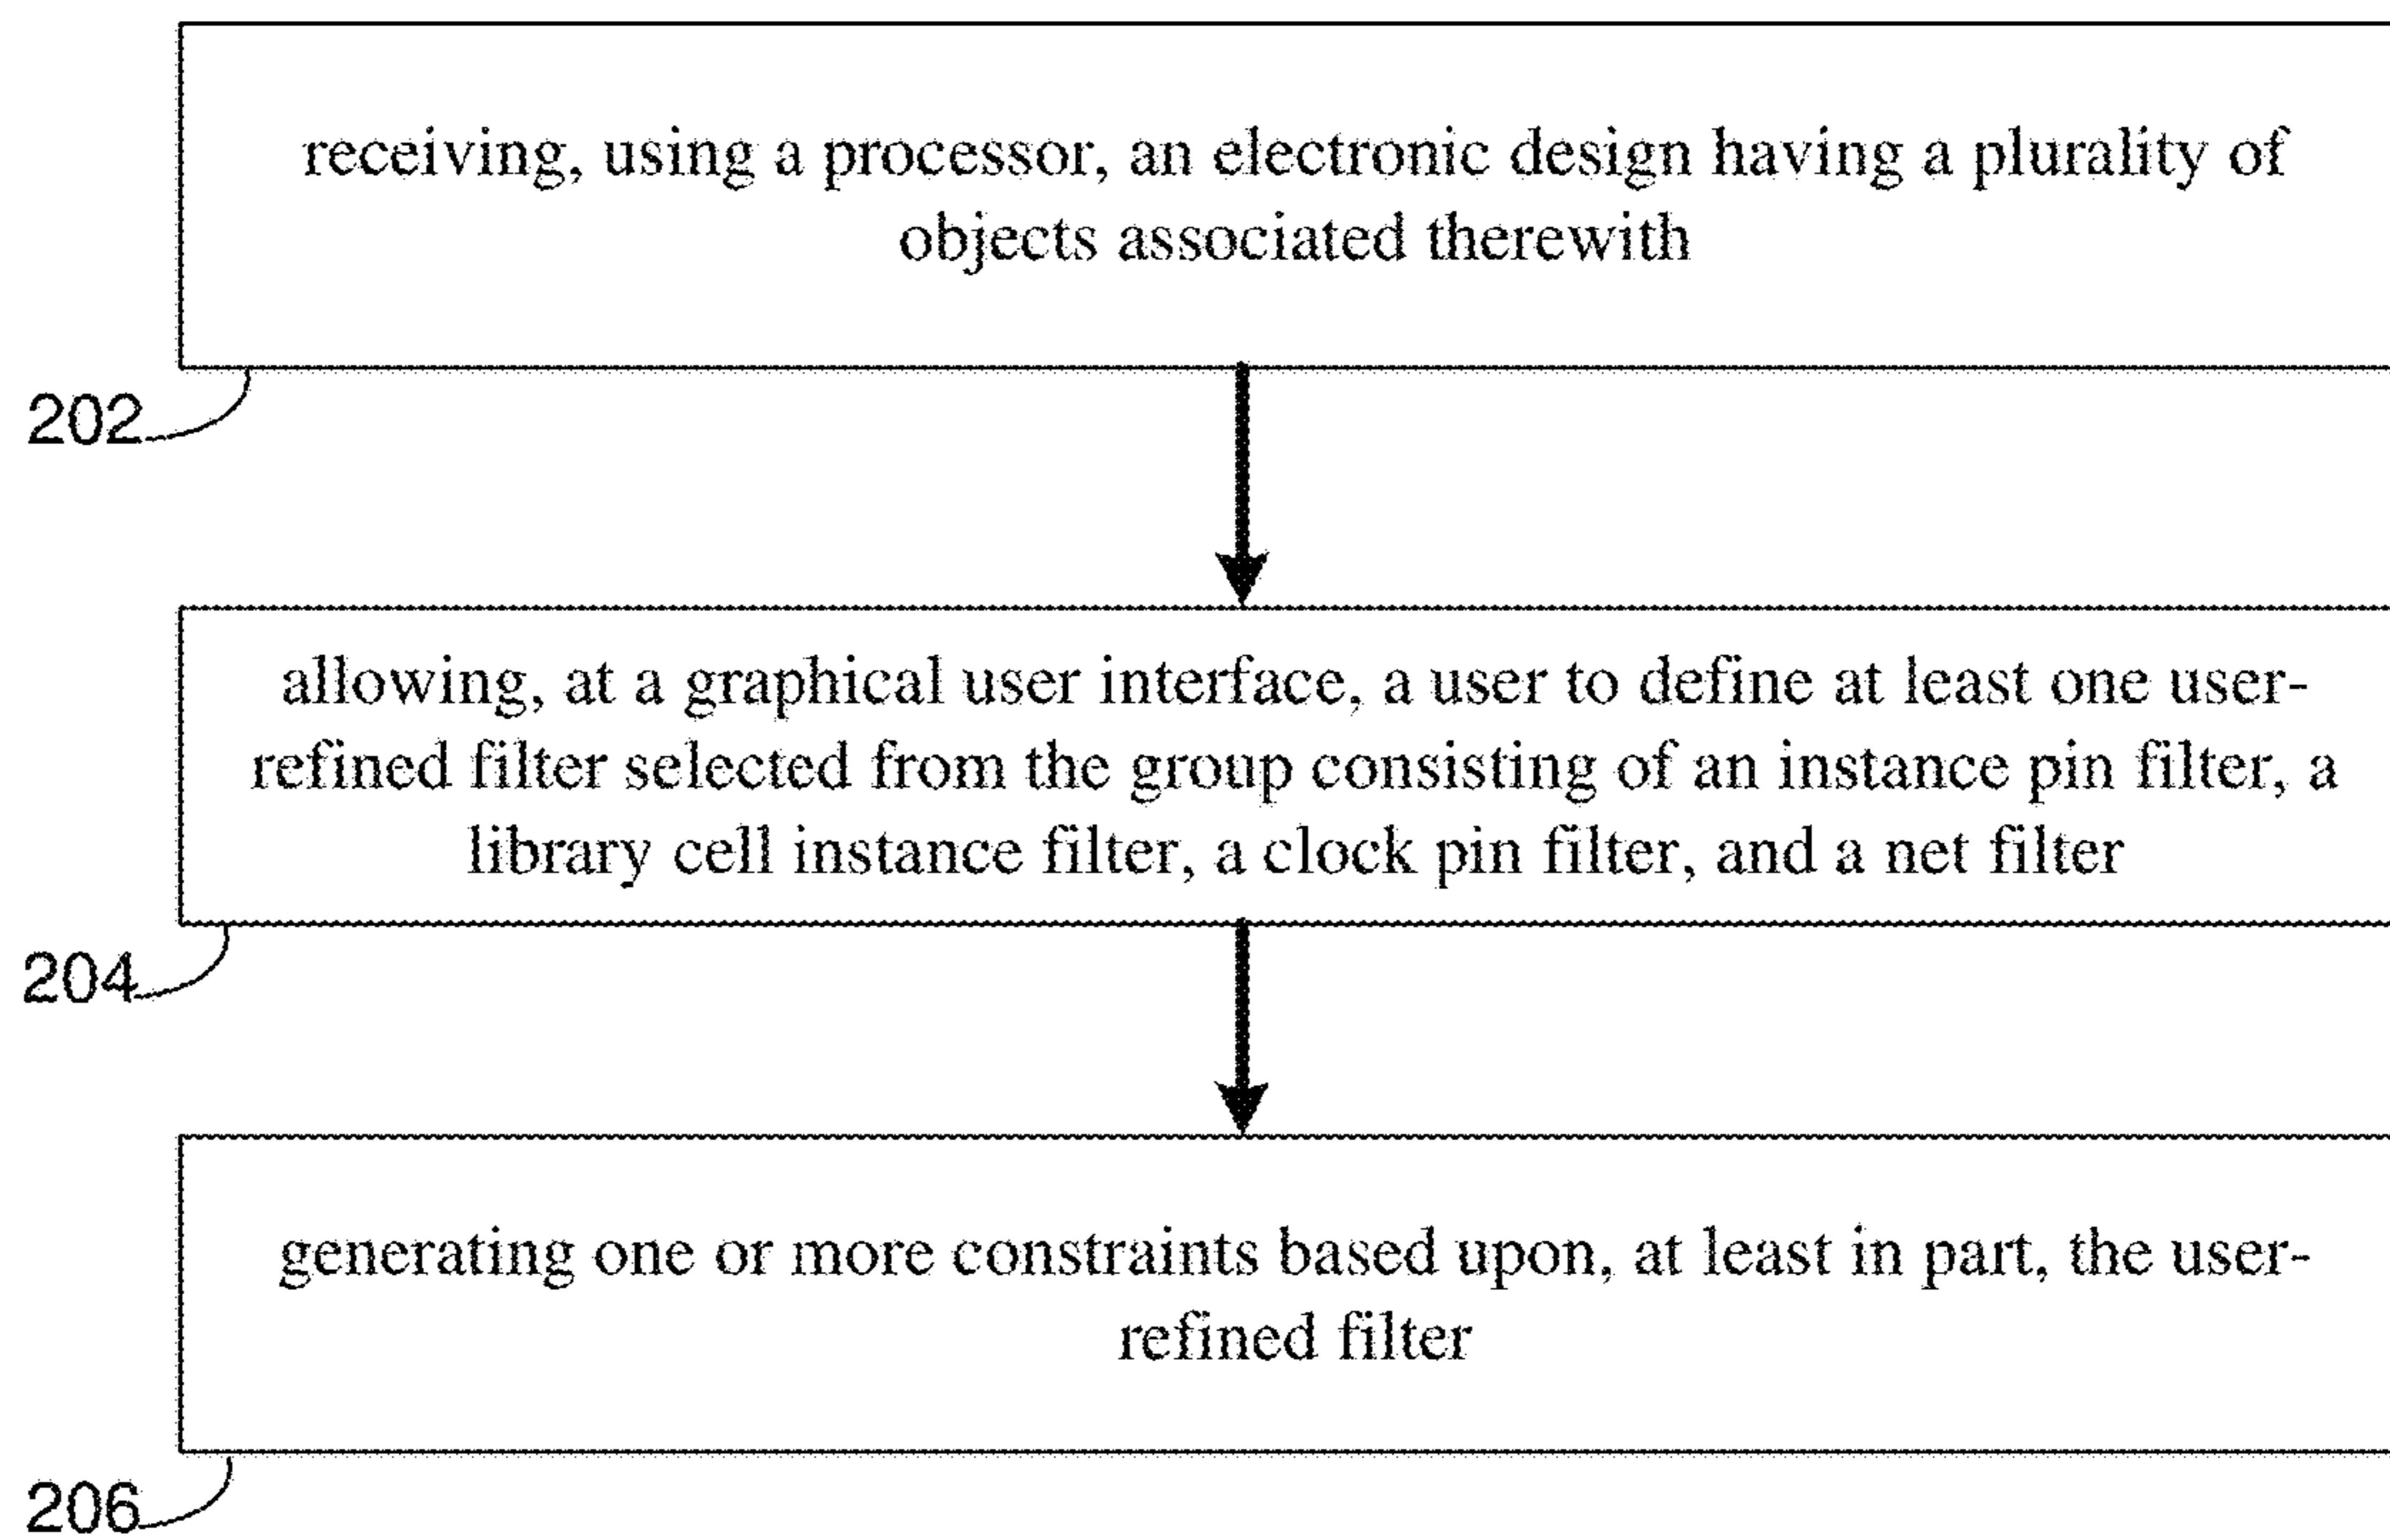 receiving, using a processor, an electronic design having a plurality of
objects associated therewith
202
allowing, at a graphical user interface, a user to define at least one user-
refined filter selected from the group consisting of an instance pin filter, a
library cell instance filter, a clock pin filter, and a net filter
204
generating one or more constraints based upon, at least in part, the user-
refined filter
206